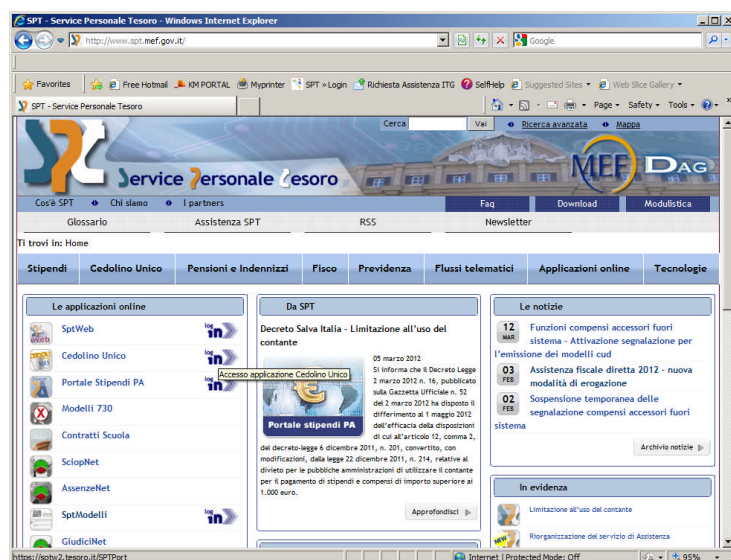 SPT - Service Personale Tesoro - Windows Internet Explorer
http://www.spt.mef.gov.it/
Google
Favorites Free Hotmail KM PORTAL Myprinter SPT » Login Richiesta Assistenza ITG SelfHelp Suggested Sites Web Slice Gallery
SPT - Service Personale Tesoro
Page Safety Tools
Cerca Vai Ricerca avanzata Mappa
Service Personale Tesoro
MEF DAG
Cos'è SPT Chi siamo I partners
Faq Download Modulistica
Glossario Assistenza SPT RSS Newsletter
Ti trovi in: Home
Stipendi Cedolino Unico Pensioni e Indennizzi Fisco Previdenza Flussi telematici Applicazioni online Tecnologie
Le applicazioni online
SptWeb log in
Cedolino Unico log in
Accesso applicazione Cedolino Unico
Portale Stipendi PA log in
Modelli 730
Contratti Scuola
SciopNet
AssenzeNet
SptModelli log in
GiudiciNet
Da SPT
Decreto Salva Italia - Limitazione all'uso del
contante
Portale stipendi PA
05 marzo 2012
Si informa che il Decreto Legge
2 marzo 2012 n. 16, pubblicato
sulla Gazzetta Ufficiale n. 52
del 2 marzo 2012 ha disposto il
differimento al 1 maggio 2012
dell'efficacia della disposizioni
di cui all'articolo 12, comma 2,
del decreto-legge 6 dicembre 2011, n. 201, convertito, con
modificazioni, dalla legge 22 dicembre 2011, n. 214, relative al
divieto per le pubbliche amministrazioni di utilizzare il contante
per il pagamento di stipendi e compensi di importo superiore ai
1.000 euro.
Approfondisci
Le notizie
12 MAR Funzioni compensi accessori fuori
sistema - Attivazione segnalazione per
l'emissione dei modelli cud
03 FEB Assistenza fiscale diretta 2012 - nuova
modalità di erogazione
02 FEB Sospensione temporanea delle
segnalazione compensi accessori fuori
sistema
Archivio notizie
In evidenza
Limitazione all'uso del contante
NEW Riorganizzazione del servizio di Assistenza
https://sptw2.tesoro.it/SPTPort
Internet | Protected Mode: Off
95%